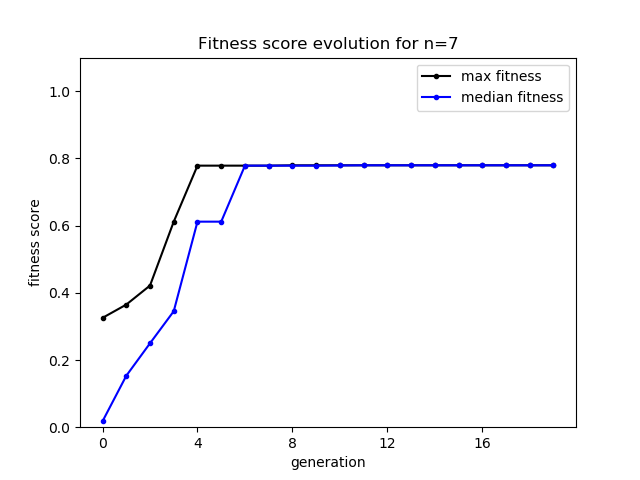 Fitness score evolution for n=7
max fitness
median fitness
1.0
0.8
0.6
0.4
0.2
0.0
fitness score
0 4 8 12 16
generation